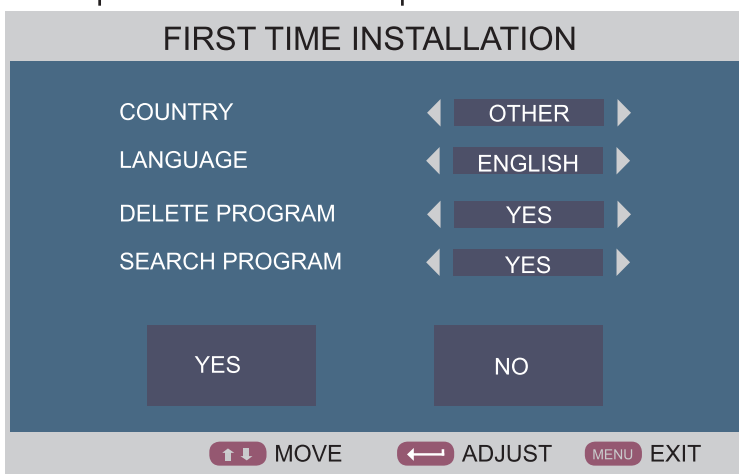 FIRST TIME INSTALLATION
COUNTRY OTHER
LANGUAGE ENGLISH
DELETE PROGRAM YES
SEARCH PROGRAM YES
YES NO
MOVE ADJUST MENU EXIT